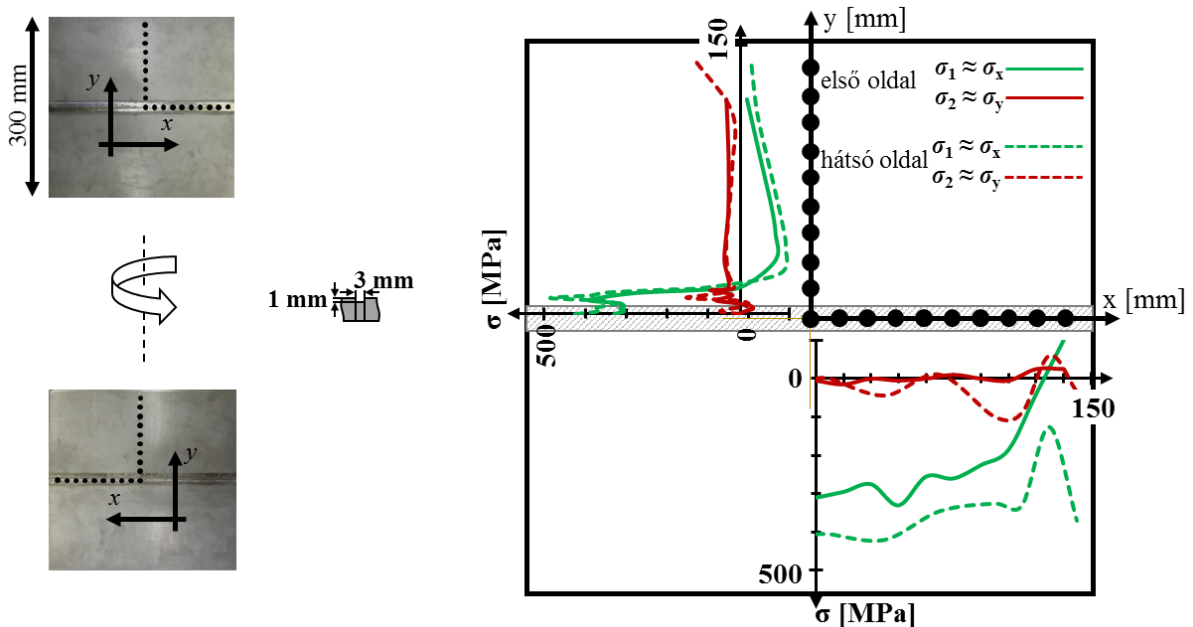 300 mm
y
x
1 mm
3 mm
y
x
y [mm]
150
első oldal
σ₁ ≈ σₓ
σ₂ ≈ σᵧ
hátsó oldal
σ₁ ≈ σₓ
σ₂ ≈ σᵧ
σ [MPa]
500
0
x [mm]
0
150
500
σ [MPa]